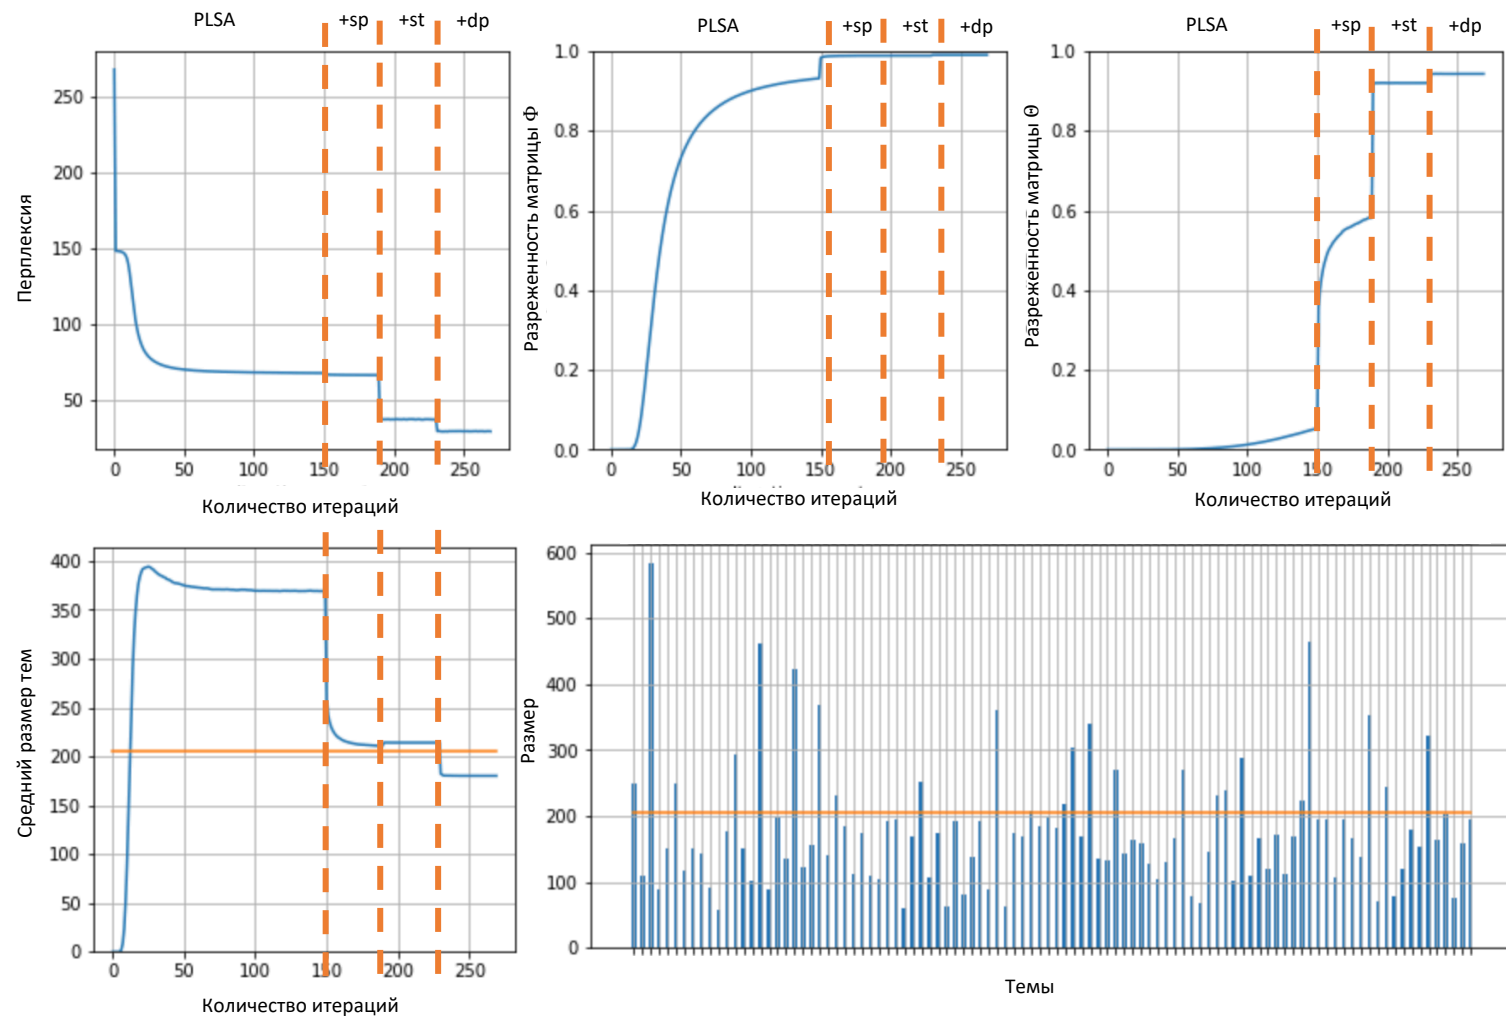 PLSA +sp +st +dp
PLSA +sp +st +dp
PLSA +sp +st +dp
Перплексия
250
200
150
100
50
0 50 100 150 200 250
Количество итераций
Разреженность матрицы Φ
1.0
0.8
0.6
0.4
0.2
0.0
0 50 100 150 200 250
Количество итераций
Разреженность матрицы Θ
1.0
0.8
0.6
0.4
0.2
0.0
0 50 100 150 200 250
Количество итераций
Средний размер тем
400
350
300
250
200
150
100
50
0
0 50 100 150 200 250
Количество итераций
Размер
600
500
400
300
200
100
0
Темы